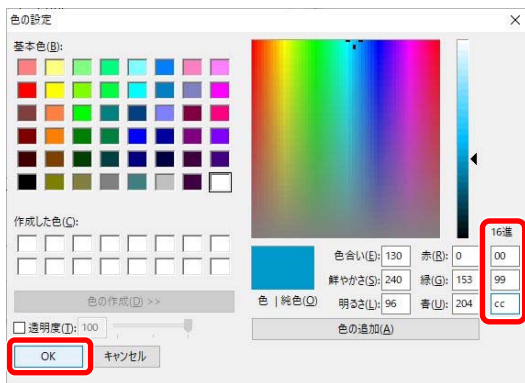 色の設定
基本色(B):
作成した色(C):
色の作成(D) >>
透明度(T): 100
OK キャンセル
16進
色合い(E): 130 赤(R): 0 00
鮮やかさ(S): 240 緑(G): 153 99
色 | 純色(O) 明るさ(L): 96 青(U): 204 cc
色の追加(A)